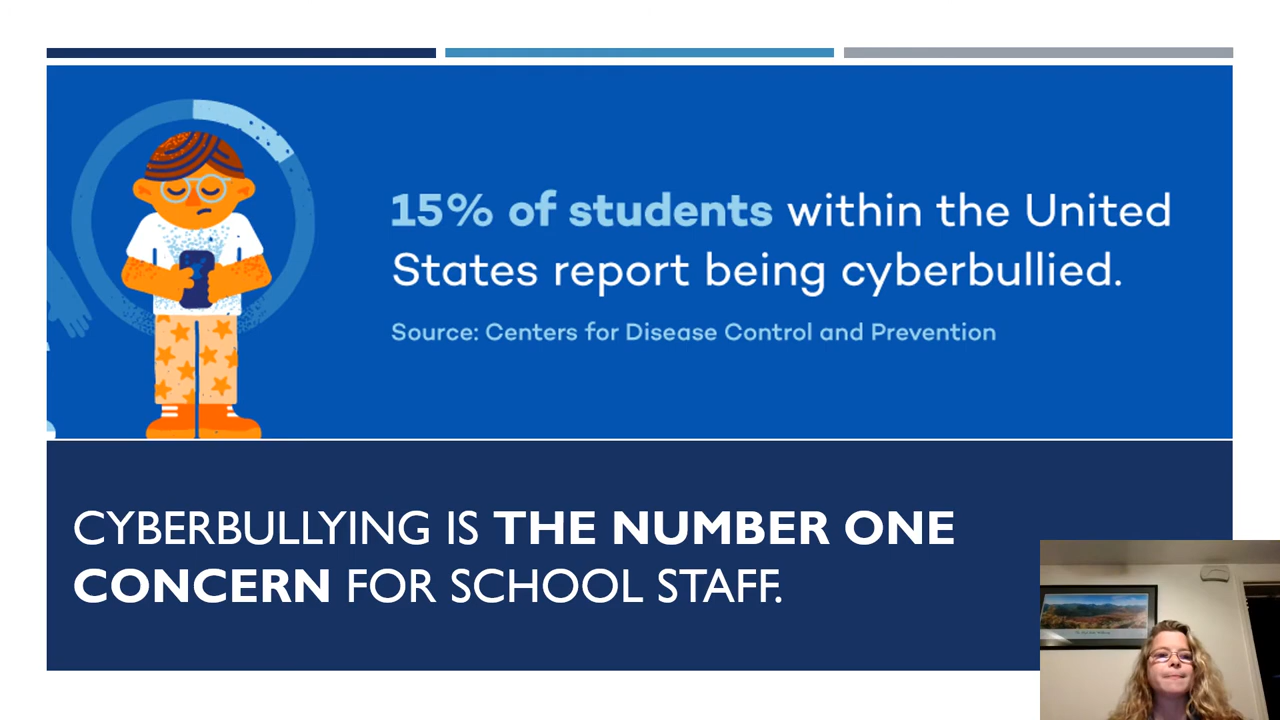 15% of students within the United
States report being cyberbullied.
Source: Centers for Disease Control and Prevention
CYBERBULLYING IS THE NUMBER ONE
CONCERN FOR SCHOOL STAFF.